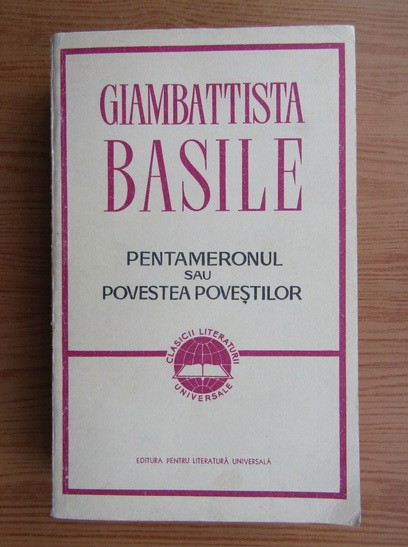 GIAMBATTISTA
BASILE
PENTAMERONUL
SAU
POVESTEA POVEȘTILOR
CLASICII LITERATURII
UNIVERSALE
EDITURA PENTRU LITERATURĂ UNIVERSALĂ